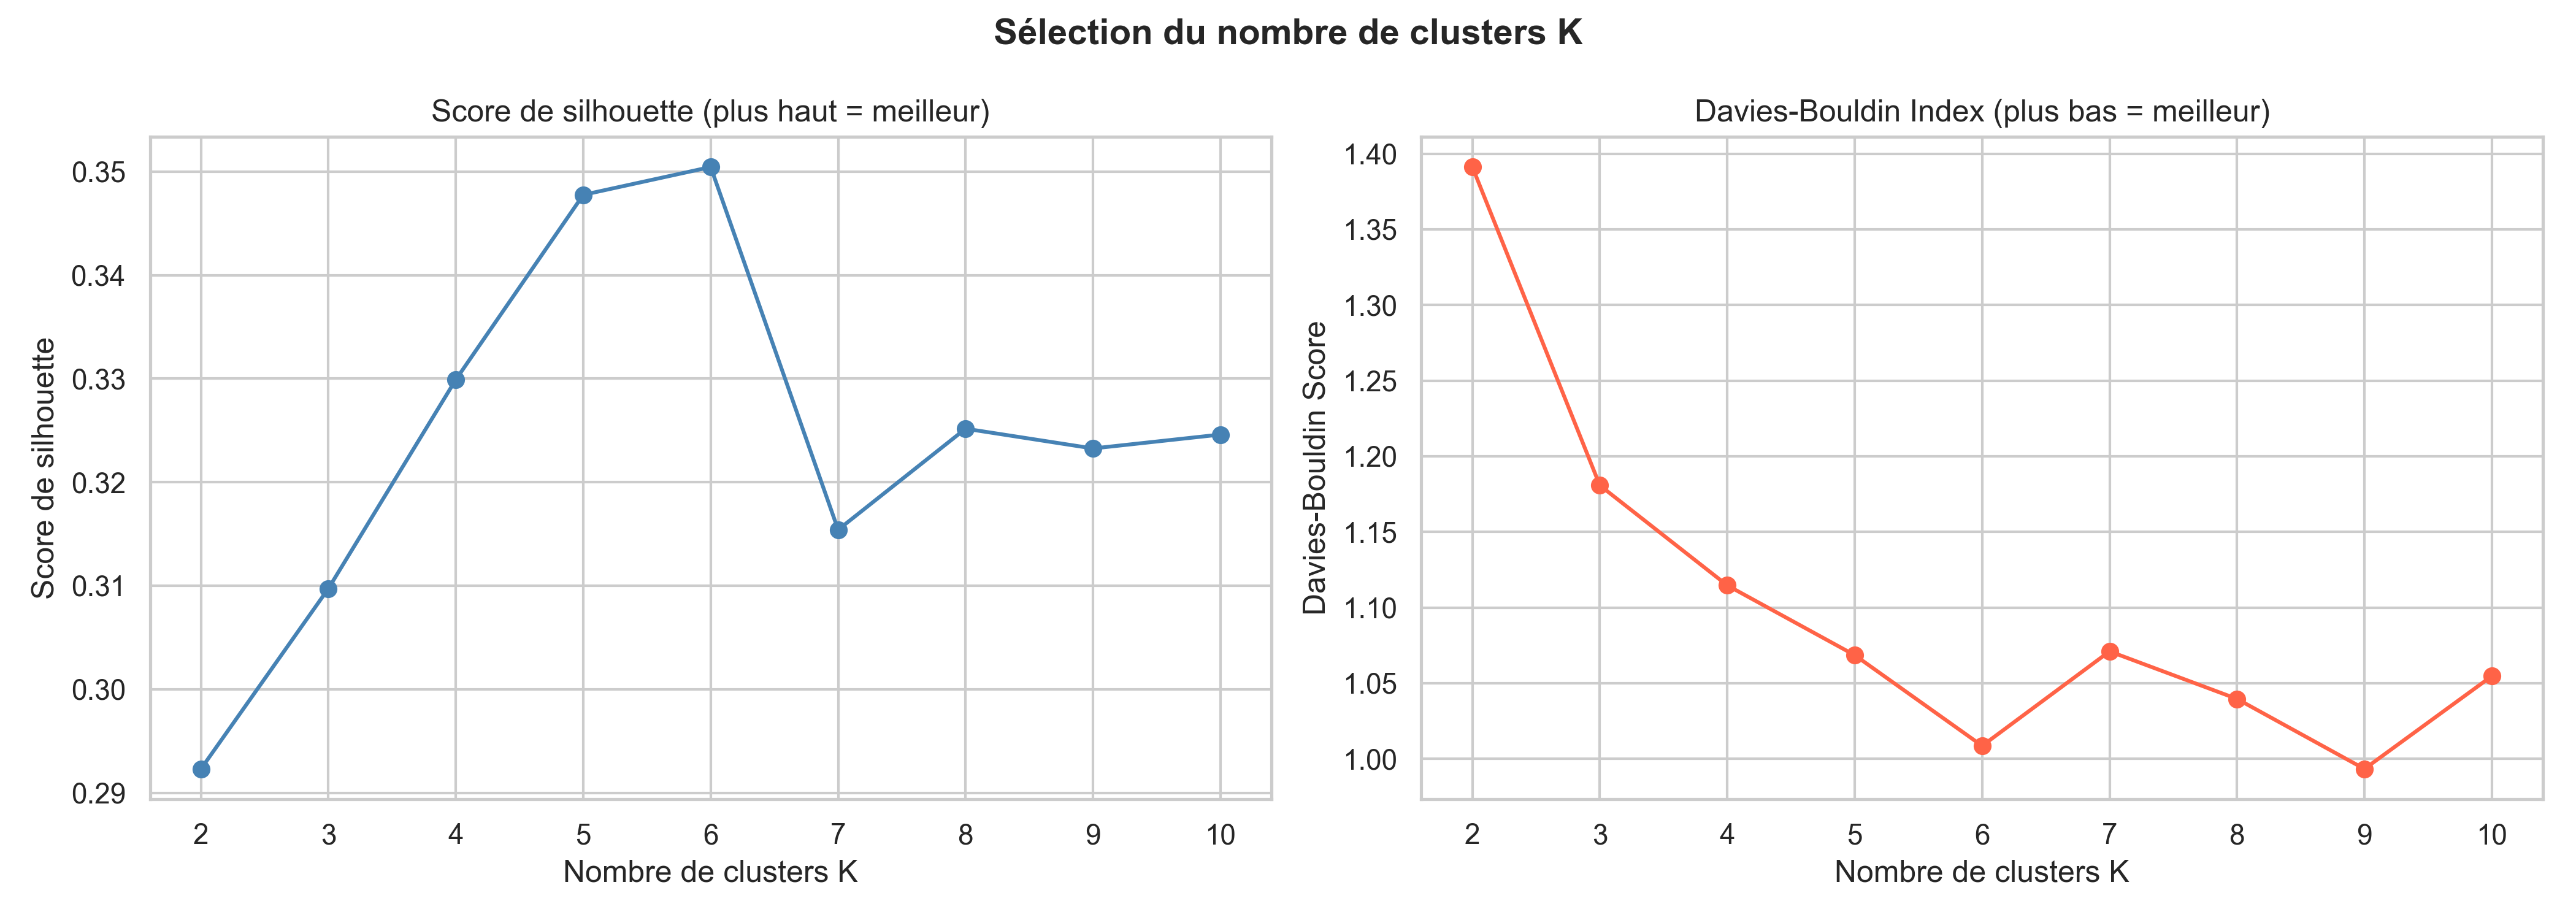 Sélection du nombre de clusters K
Score de silhouette (plus haut = meilleur)
Score de silhouette
0.35
0.34
0.33
0.32
0.31
0.30
0.29
2 3 4 5 6 7 8 9 10
Nombre de clusters K
Davies-Bouldin Index (plus bas = meilleur)
Davies-Bouldin Score
1.40
1.35
1.30
1.25
1.20
1.15
1.10
1.05
1.00
2 3 4 5 6 7 8 9 10
Nombre de clusters K